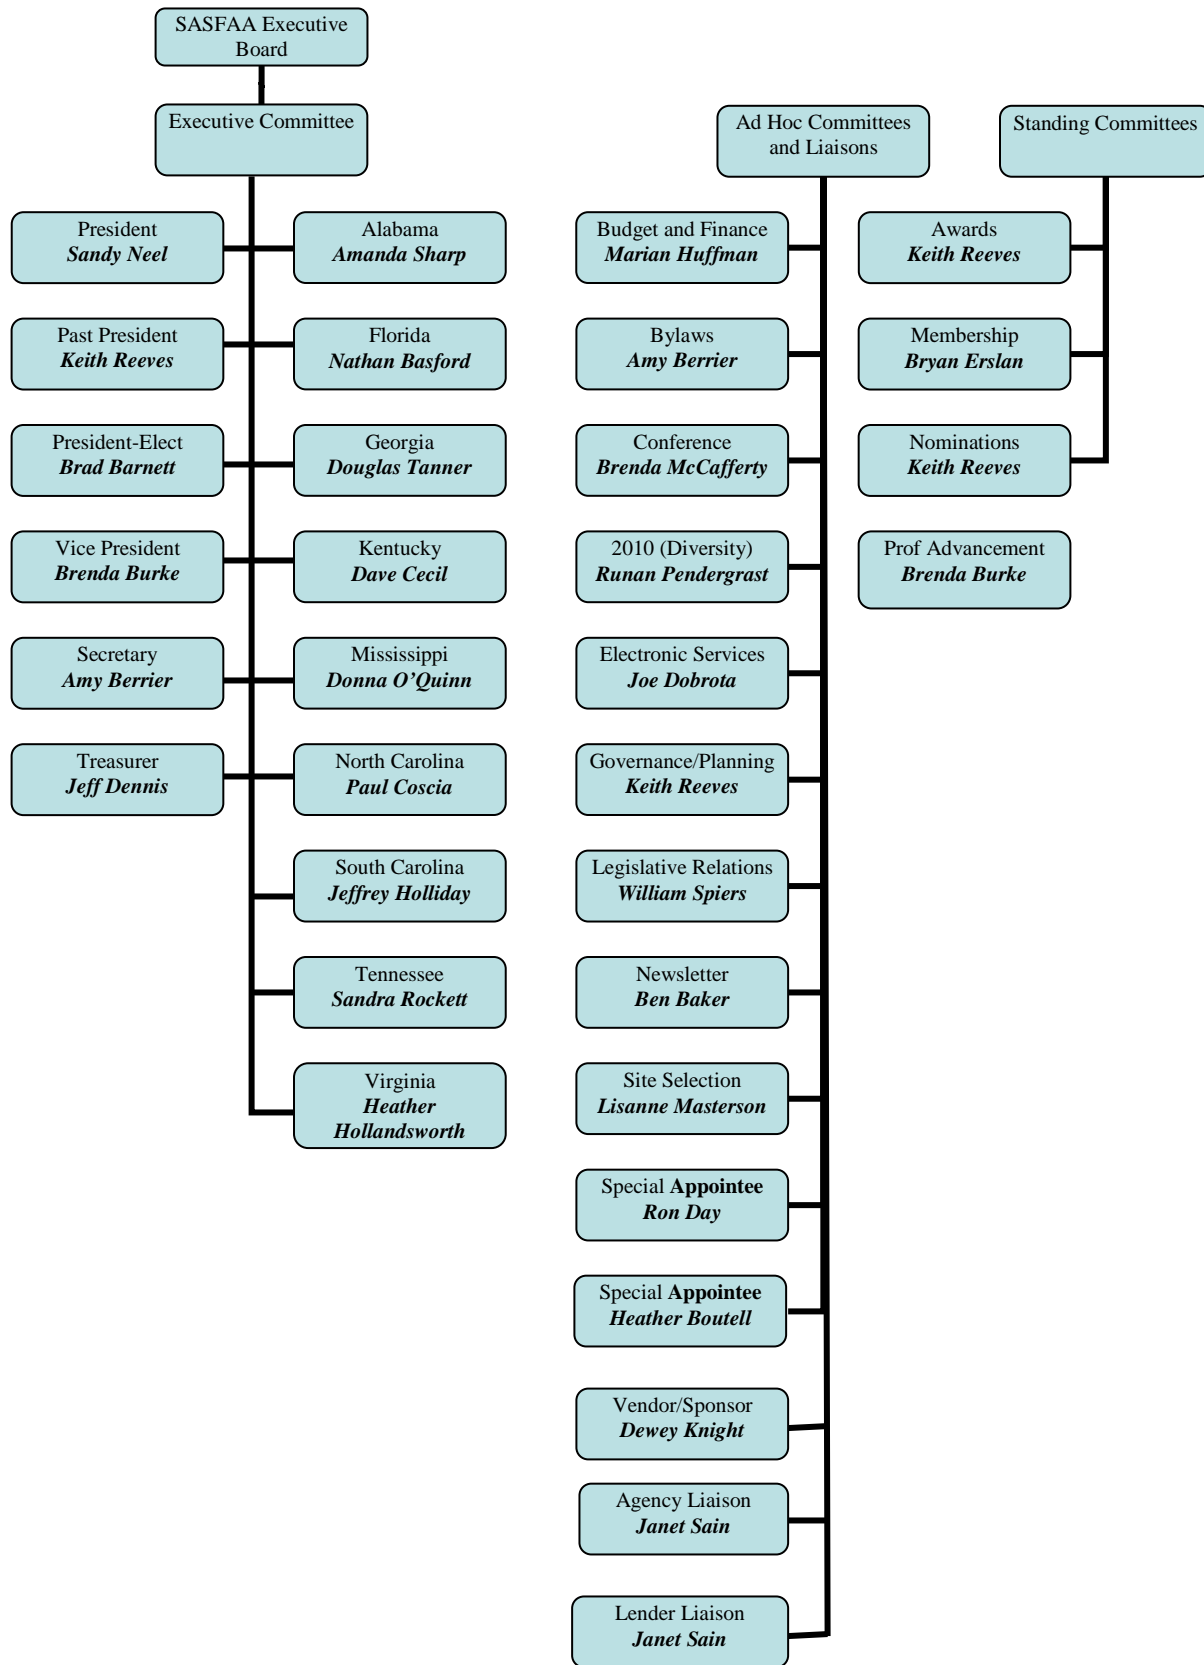 SASFAA Executive
Board
Executive Committee
Ad Hoc Committees
and Liaisons
Standing Committees
President
Sandy Neel
Alabama
Amanda Sharp
Budget and Finance
Marian Huffman
Awards
Keith Reeves
Past President
Keith Reeves
Florida
Nathan Basford
Bylaws
Amy Berrier
Membership
Bryan Erslan
President-Elect
Brad Barnett
Georgia
Douglas Tanner
Conference
Brenda McCafferty
Nominations
Keith Reeves
Vice President
Brenda Burke
Kentucky
Dave Cecil
2010 (Diversity)
Runan Pendergrast
Prof Advancement
Brenda Burke
Secretary
Amy Berrier
Mississippi
Donna O’Quinn
Electronic Services
Joe Dobrota
Treasurer
Jeff Dennis
North Carolina
Paul Coscia
Governance/Planning
Keith Reeves
South Carolina
Jeffrey Holliday
Legislative Relations
William Spiers
Tennessee
Sandra Rockett
Newsletter
Ben Baker
Virginia
Heather
Hollandsworth
Site Selection
Lisanne Masterson
Special Appointee
Ron Day
Special Appointee
Heather Boutell
Vendor/Sponsor
Dewey Knight
Agency Liaison
Janet Sain
Lender Liaison
Janet Sain